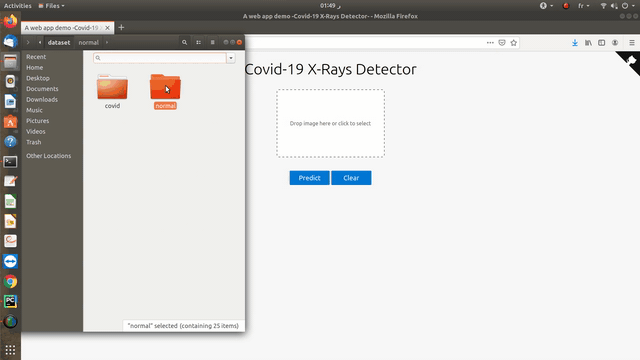 Activities
Files
01:49 ر
fr
A web app demo -Covid-19 X-Rays Detector- - Mozilla Firefox
A web app demo -Covid-19 X-Rays
dataset normal
Recent
Home
Desktop
Documents
Downloads
Music
Pictures
Videos
Trash
Other Locations
covid
normal
"normal" selected (containing 25 items)
Covid-19 X-Rays Detector
Drop image here or click to select
Predict
Clear